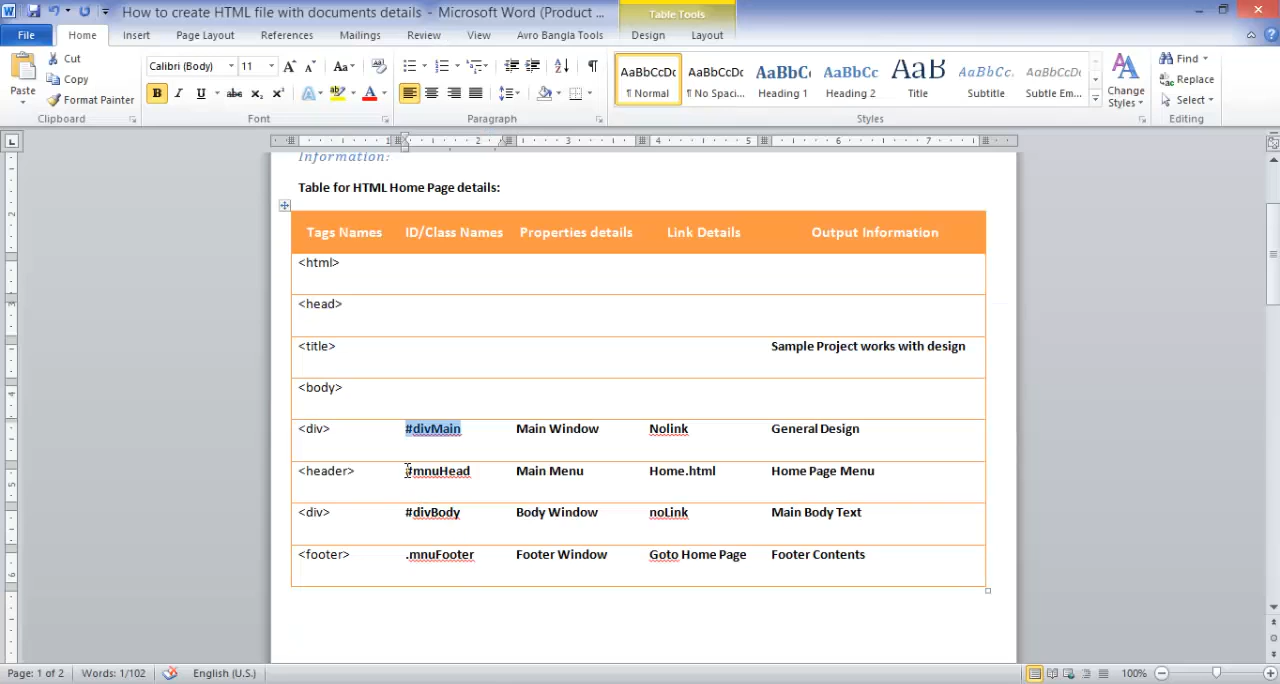 How to create HTML file with documents details - Microsoft Word (Product ...
Table Tools
File Home Insert Page Layout References Mailings Review View Avro Bangla Tools Design Layout
Paste
Cut
Copy
Format Painter
Clipboard
Calibri (Body) 11
Font
Paragraph
AaBbCcDc AaBbCcDc AaBbC AaBbCc AaB AaBbCc. AaBbCcDc
¶ Normal ¶ No Spaci... Heading 1 Heading 2 Title Subtitle Subtle Em...
Styles
Change
Styles
Find
Replace
Select
Editing
Information:
Table for HTML Home Page details:
Tags Names ID/Class Names Properties details Link Details Output Information
<html>
<head>
<title> Sample Project works with design
<body>
<div> #divMain Main Window Nolink General Design
<header> #mnuHead Main Menu Home.html Home Page Menu
<div> #divBody Body Window noLink Main Body Text
<footer> .mnuFooter Footer Window Goto Home Page Footer Contents
Page: 1 of 2 Words: 1/102 English (U.S.) 100%